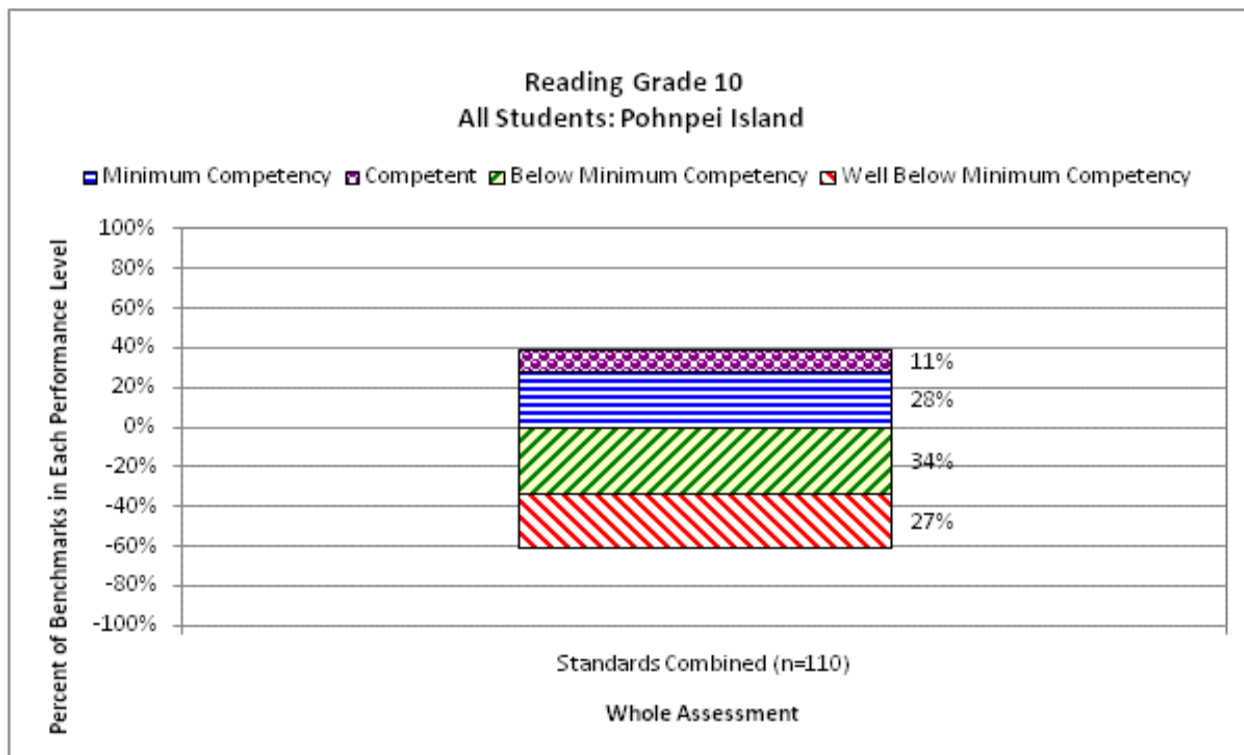 Reading Grade 10
All Students: Pohnpei Island
Minimum Competency Competent Below Minimum Competency Well Below Minimum Competency
Percent of Benchmarks in Each Performance Level
100%
80%
60%
40%
20%
0%
-20%
-40%
-60%
-80%
-100%
11%
28%
34%
27%
Standards Combined (n=110)
Whole Assessment